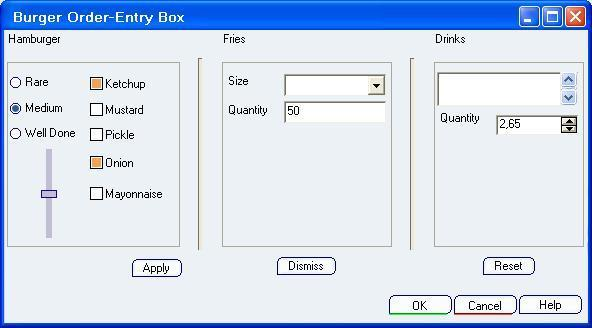 Burger Order-Entry Box
Hamburger
Fries
Drinks
Rare
Ketchup
Medium
Mustard
Well Done
Pickle
Onion
Mayonnaise
Apply
Size
Quantity 50
Dismiss
Quantity 2,65
Reset
OK Cancel Help